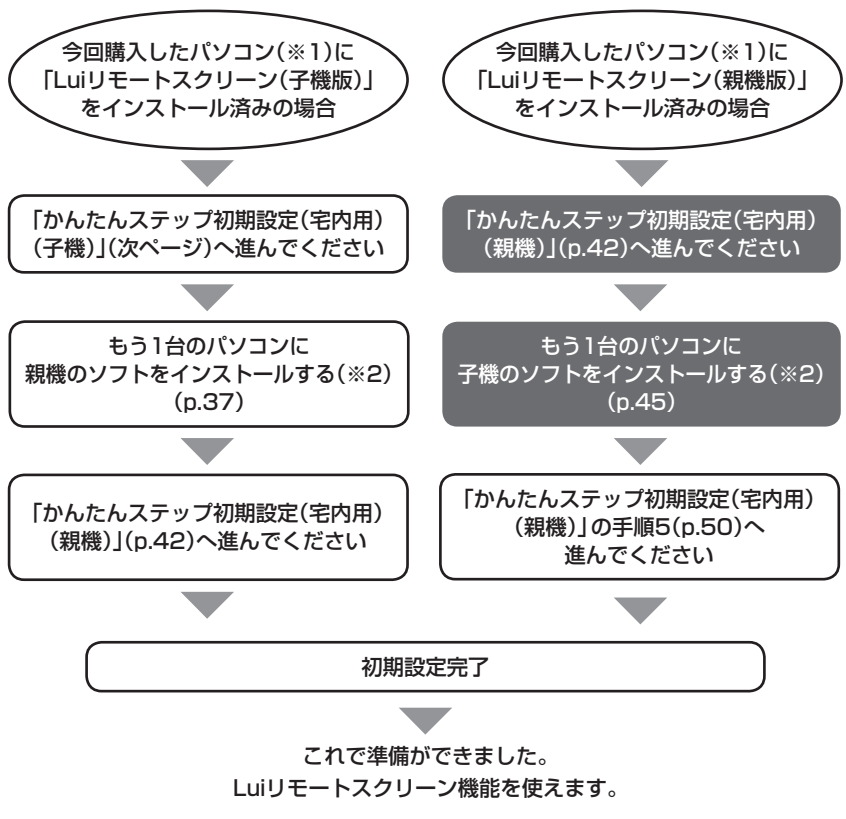 今回購入したパソコン(※1)に
「Luiリモートスクリーン(子機版)」
をインストール済みの場合
「かんたんステップ初期設定(宅内用)
(子機)」(次ページ)へ進んでください
もう1台のパソコンに
親機のソフトをインストールする(※2)
(p.37)
「かんたんステップ初期設定(宅内用)
(親機)」(p.42)へ進んでください
今回購入したパソコン(※1)に
「Luiリモートスクリーン(親機版)」
をインストール済みの場合
「かんたんステップ初期設定(宅内用)
(親機)」(p.42)へ進んでください
もう1台のパソコンに
子機のソフトをインストールする(※2)
(p.45)
「かんたんステップ初期設定(宅内用)
(親機)」の手順5(p.50)へ
進んでください
初期設定完了
これで準備ができました。
Luiリモートスクリーン機能を使えます。